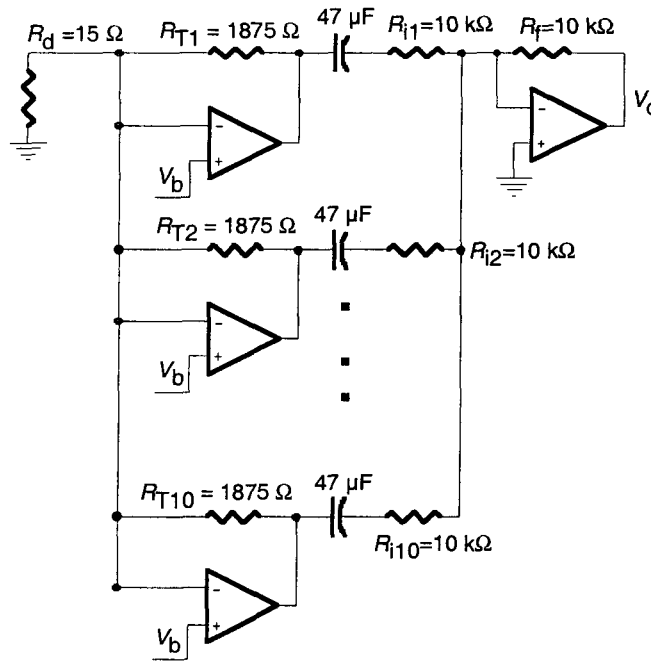 R_d = 15 Ω
R_T1 = 1875 Ω
47 µF
R_i1=10 kΩ
R_f=10 kΩ
-
+
V_b
-
+
R_T2 = 1875 Ω
47 µF
R_i2=10 kΩ
-
+
V_b
R_T10 = 1875 Ω
47 µF
R_i10=10 kΩ
-
+
V_b